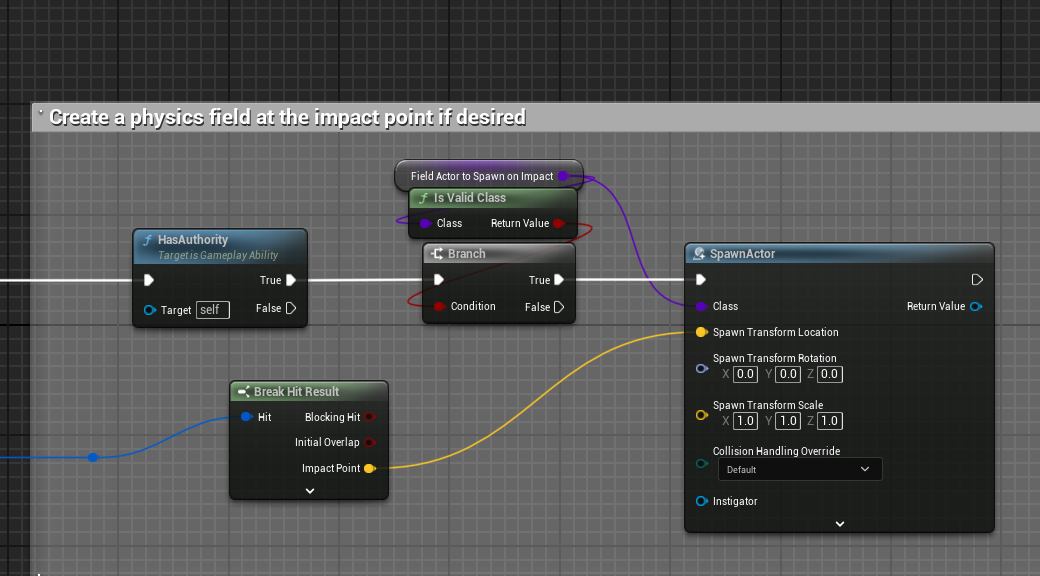 Create a physics field at the impact point if desired
Field Actor to Spawn on Impact
f Is Valid Class
Class Return Value
f HasAuthority
Target is Gameplay Ability
True
Target self False
Branch
True
Condition False
SpawnActor
Class Return Value
Spawn Transform Location
Spawn Transform Rotation
X 0.0 Y 0.0 Z 0.0
Spawn Transform Scale
X 1.0 Y 1.0 Z 1.0
Collision Handling Override
Default
Instigator
Break Hit Result
Hit Blocking Hit
Initial Overlap
Impact Point